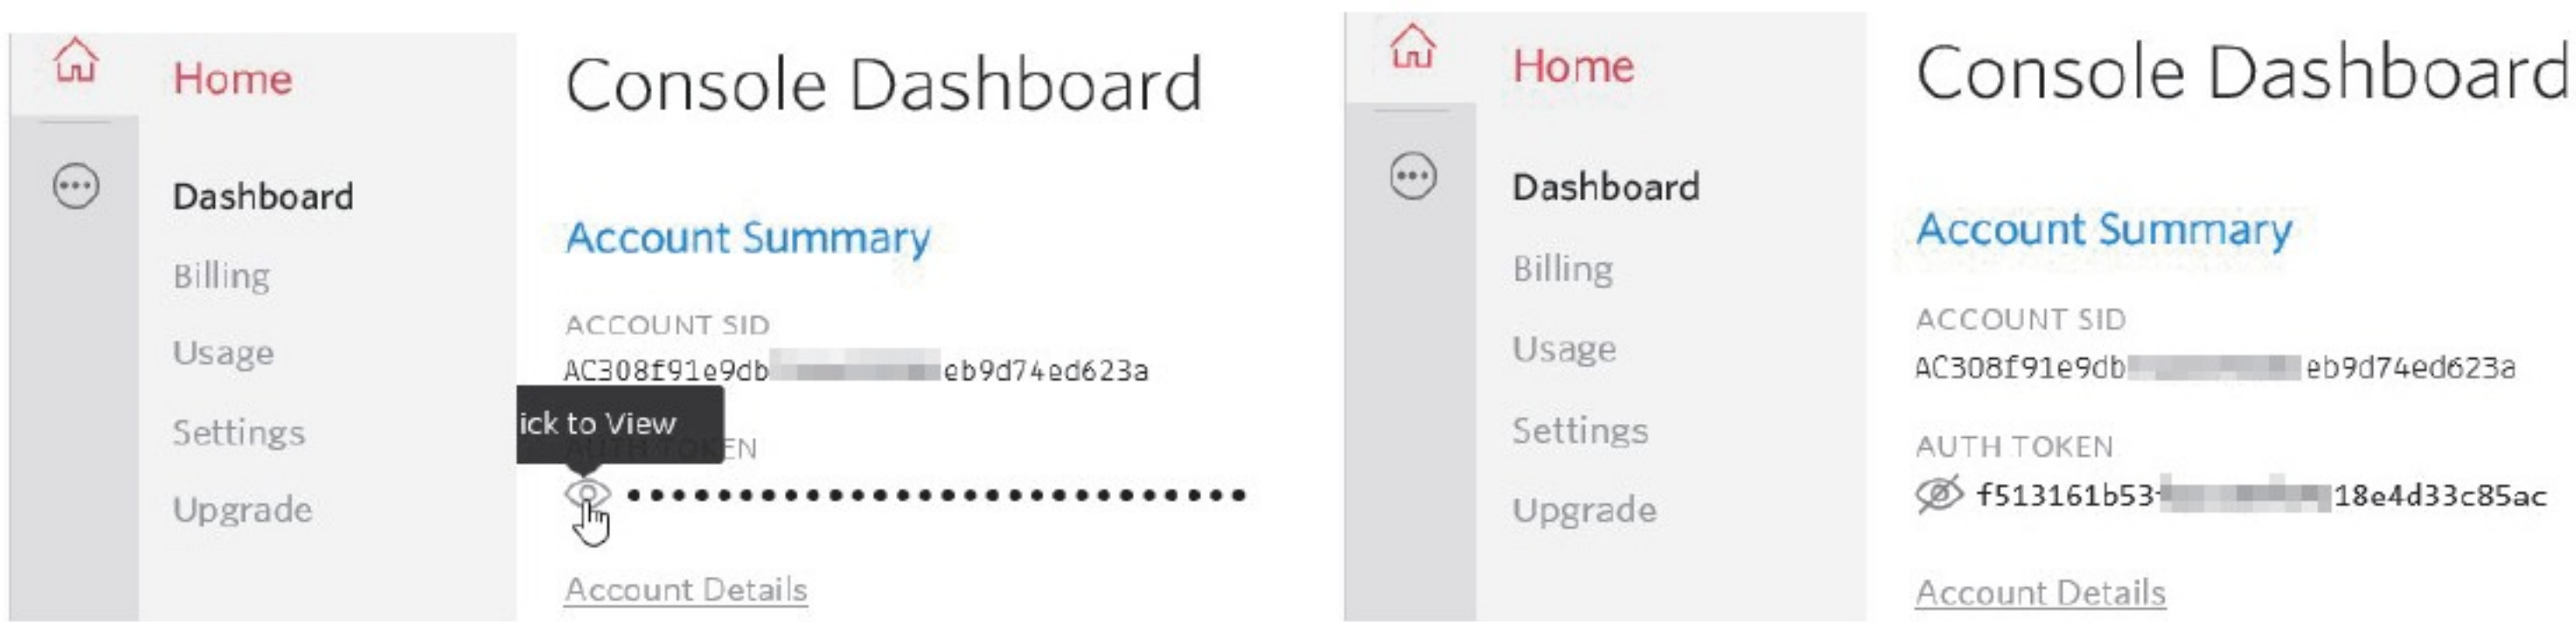 Home
Dashboard
Billing
Usage
Settings
Upgrade
Console Dashboard
Account Summary
ACCOUNT SID
AC308f91e9db eb9d74ed623a
ick to View
AUTH TOKEN
Account Details
Home
Dashboard
Billing
Usage
Settings
Upgrade
Console Dashboard
Account Summary
ACCOUNT SID
AC308f91e9db eb9d74ed623a
AUTH TOKEN
f513161b53 18e4d33c85ac
Account Details